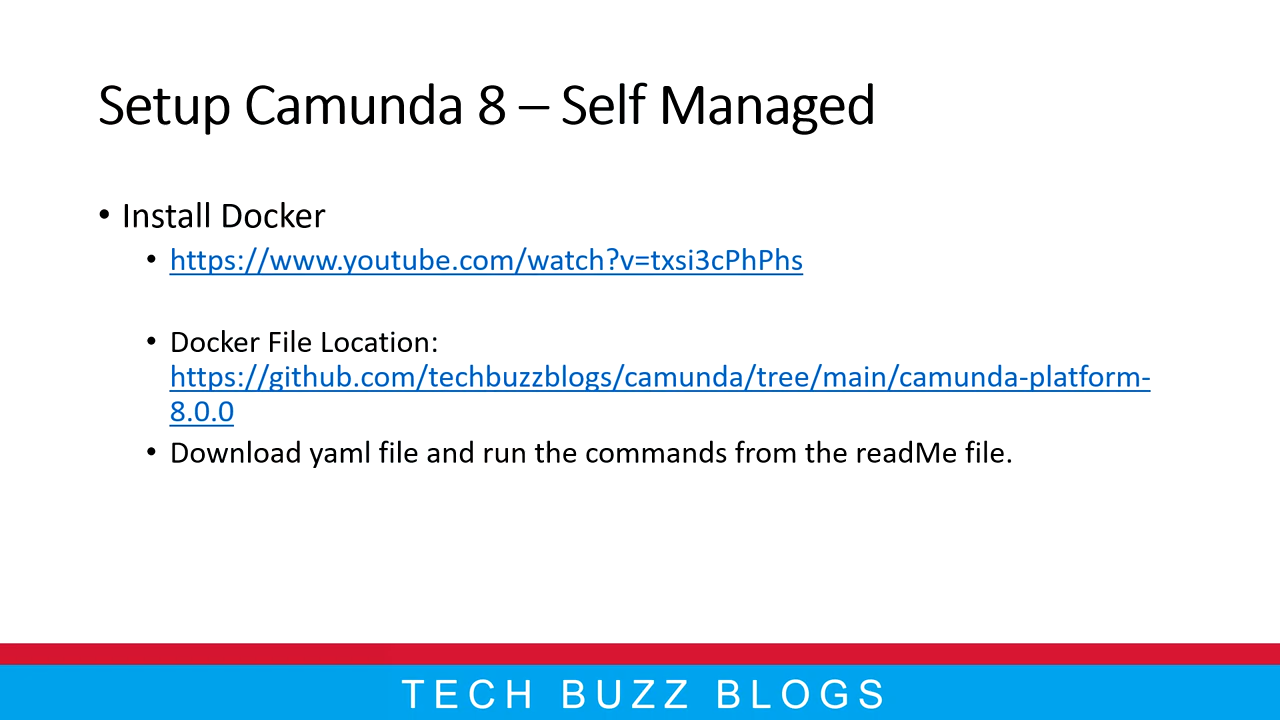 Setup Camunda 8 – Self Managed
• Install Docker
• https://www.youtube.com/watch?v=txsi3cPhPhs
• Docker File Location:
https://github.com/techbuzzblogs/camunda/tree/main/camunda-platform-
8.0.0
• Download yaml file and run the commands from the readMe file.
TECH BUZZ BLOGS